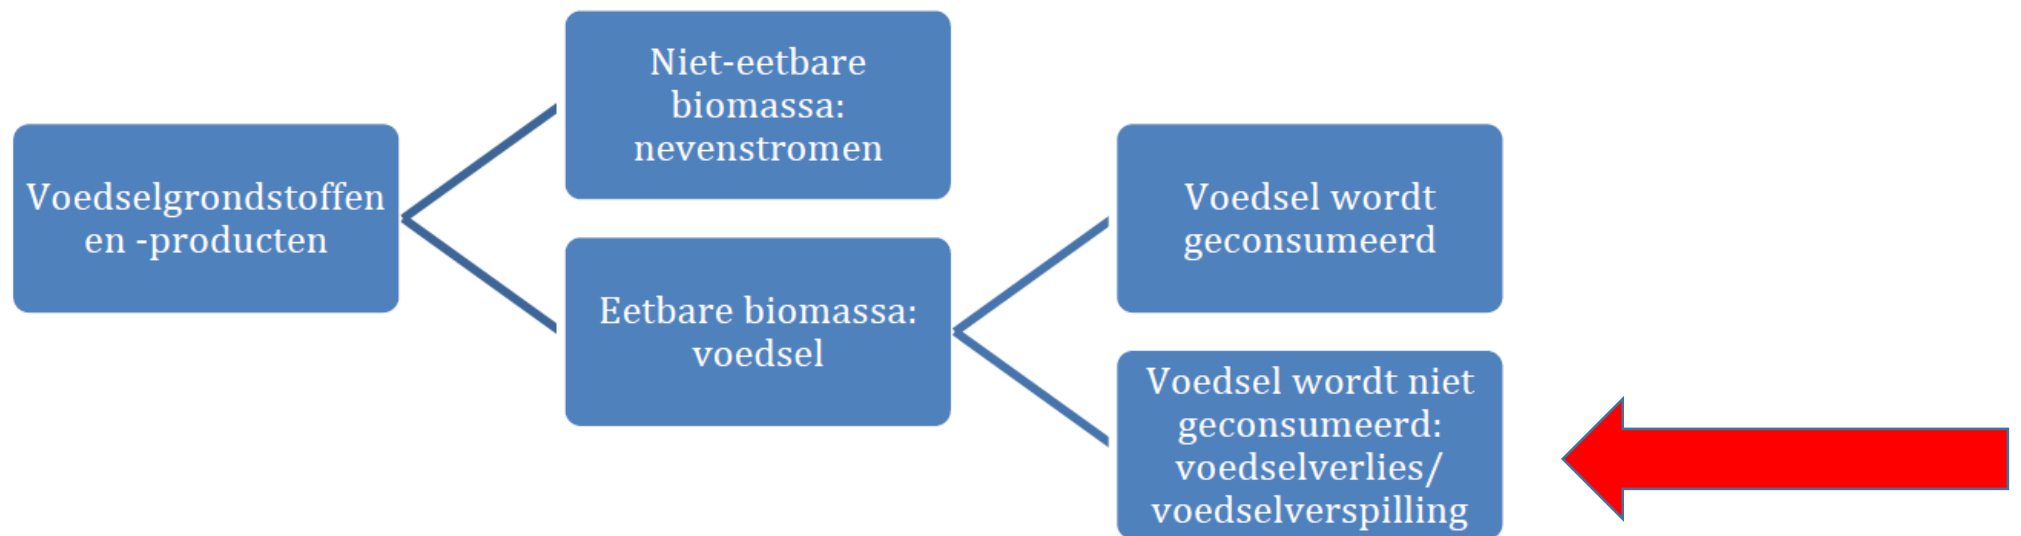 Voedselgrondstoffen
en -producten
Niet-eetbare
biomassa:
nevenstromen
Eetbare biomassa:
voedsel
Voedsel wordt
geconsumeerd
Voedsel wordt niet
geconsumeerd:
voedselverlies/
voedselverspilling